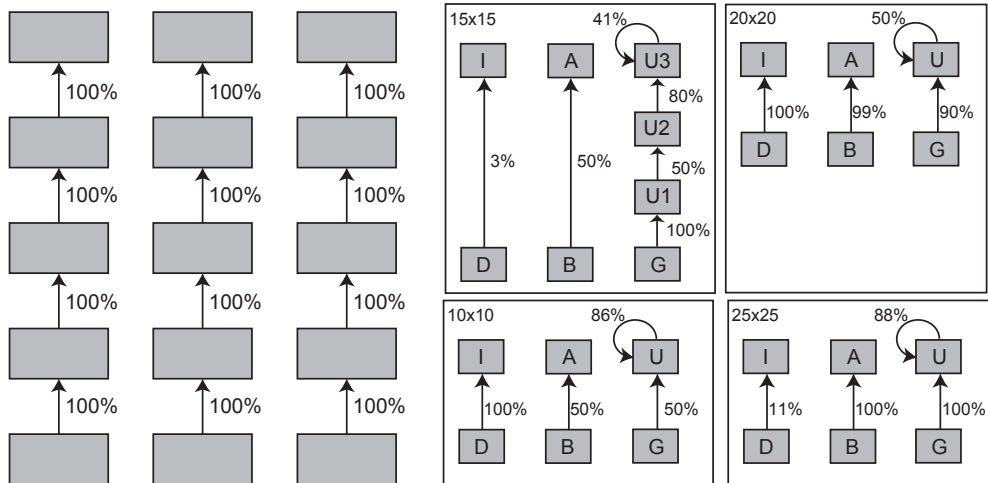 100% 100% 100%
100% 100% 100%
100% 100% 100%
100% 100% 100%
15x15 41%
I A U3
80%
U2
3% 50% 50%
U1
100%
D B G
20x20 50%
I A U
100% 99% 90%
D B G
10x10 86%
I A U
100% 50% 50%
D B G
25x25 88%
I A U
11% 100% 100%
D B G